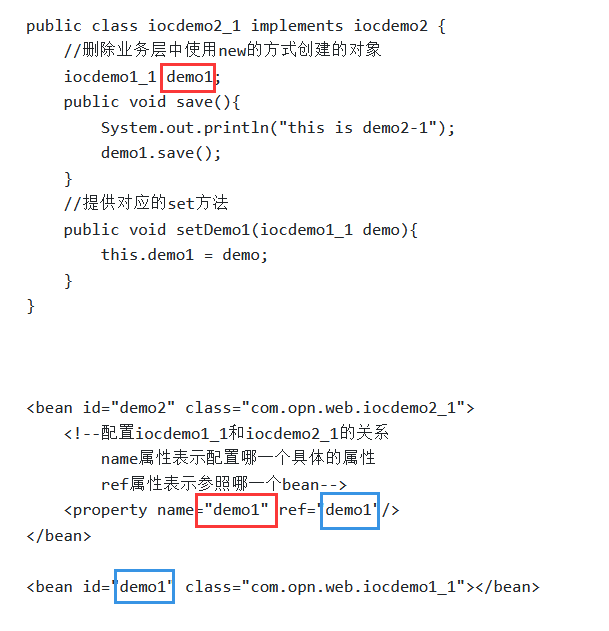 public class iocdemo2_1 implements iocdemo2 {
//删除业务层中使用new的方式创建的对象
iocdemo1_1 demo1;
public void save(){
System.out.println("this is demo2-1");
demo1.save();
}
//提供对应的set方法
public void setDemo1(iocdemo1_1 demo){
this.demo1 = demo;
}
}
<bean id="demo2" class="com.opn.web.iocdemo2_1">
<!--配置iocdemo1_1和iocdemo2_1的关系
name属性表示配置哪一个具体的属性
ref属性表示参照哪一个bean-->
<property name="demo1" ref="demo1"/>
</bean>
<bean id="demo1" class="com.opn.web.iocdemo1_1"></bean>